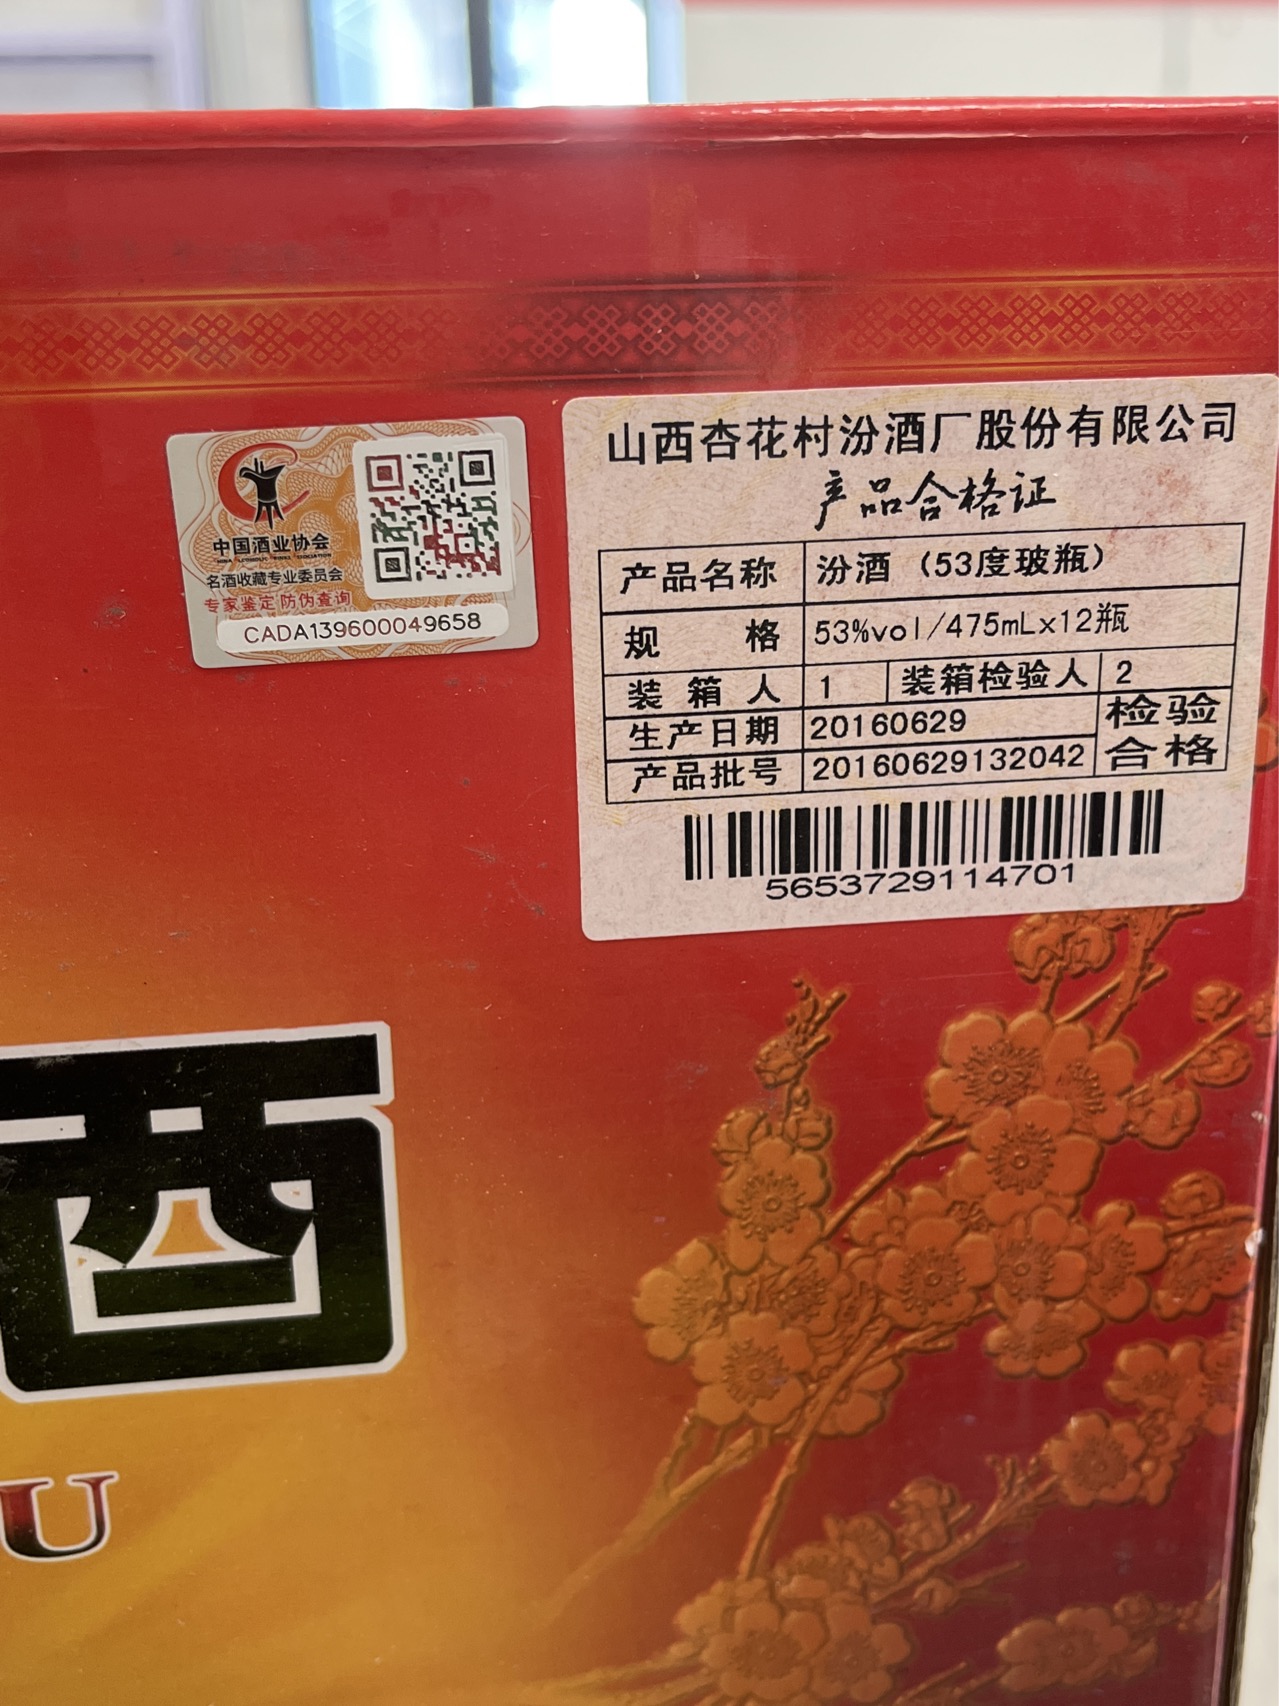 中国酒业协会
名酒收藏专业委员会
专家鉴定 防伪查询
CADA139600049658
山西杏花村汾酒厂股份有限公司
产品合格证
产品名称 汾酒（53度玻瓶）
规 格 53%vol/475mLx12瓶
装 箱 人 1 装箱检验人 2
生产日期 20160629 检验
产品批号 20160629132042 合格
5653729114701
U